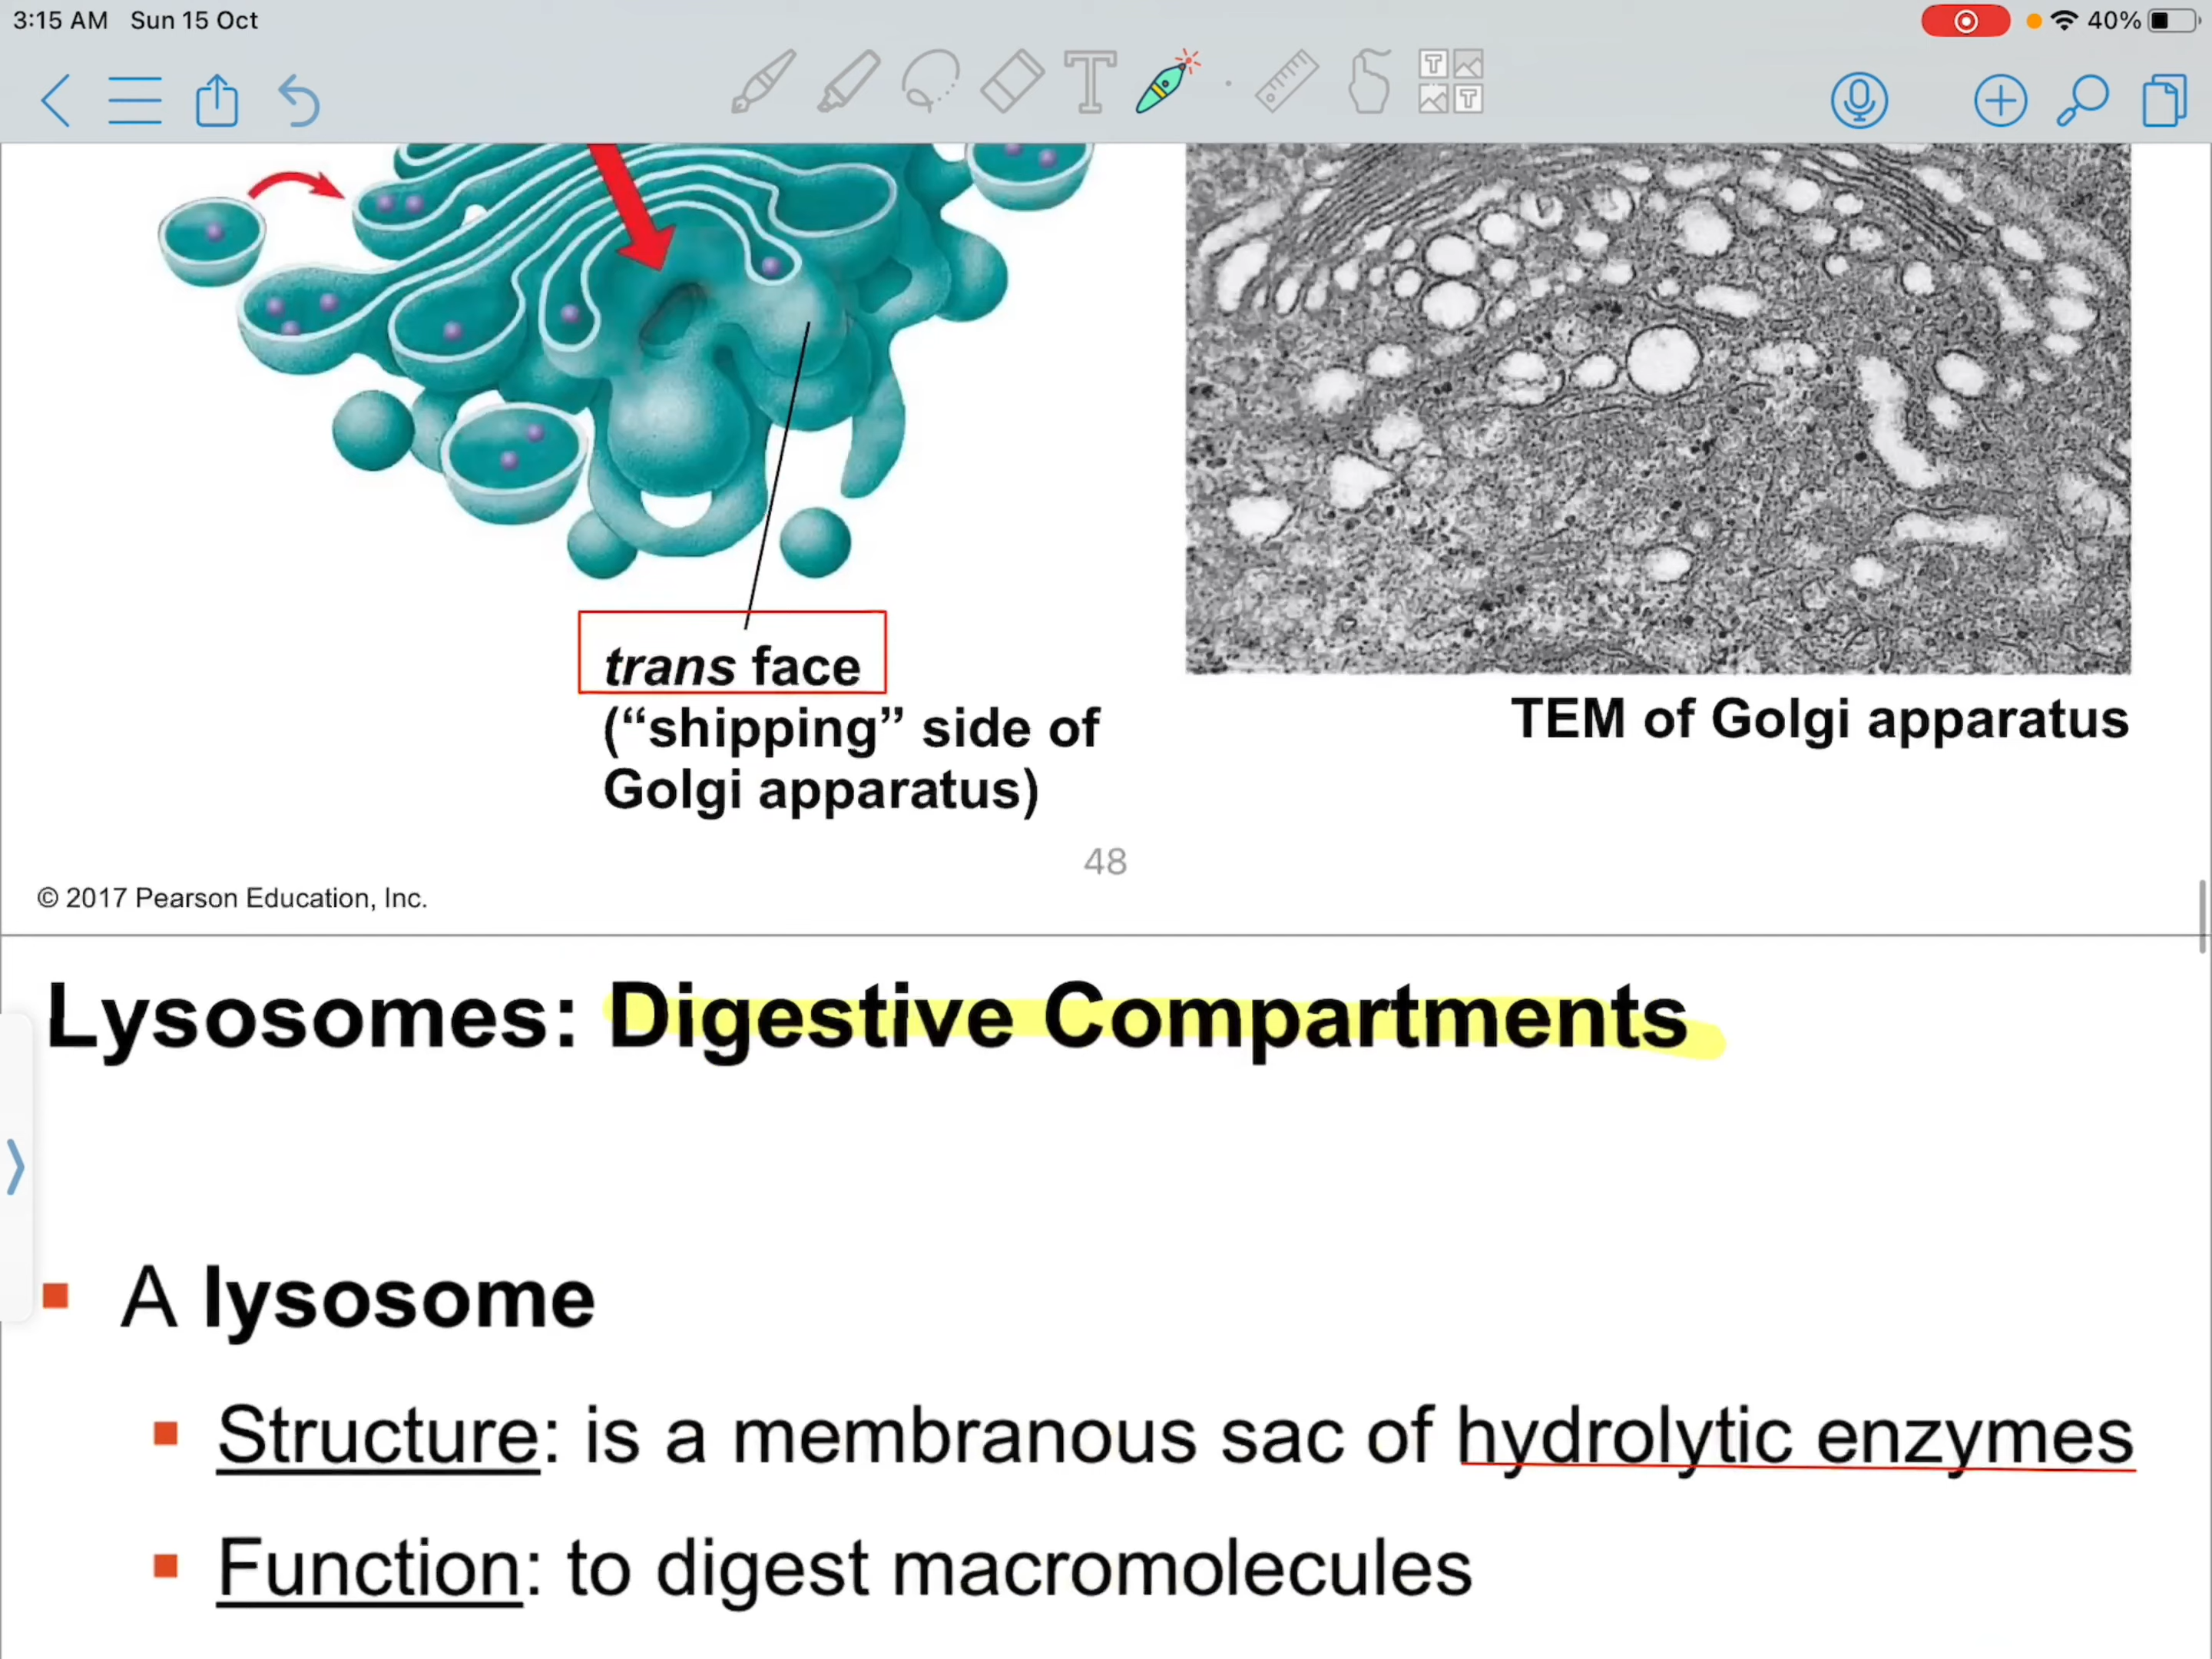 3:15 AM Sun 15 Oct
40%
trans face
(“shipping” side of
Golgi apparatus)
TEM of Golgi apparatus
48
© 2017 Pearson Education, Inc.
Lysosomes: Digestive Compartments
A lysosome
Structure: is a membranous sac of hydrolytic enzymes
Function: to digest macromolecules